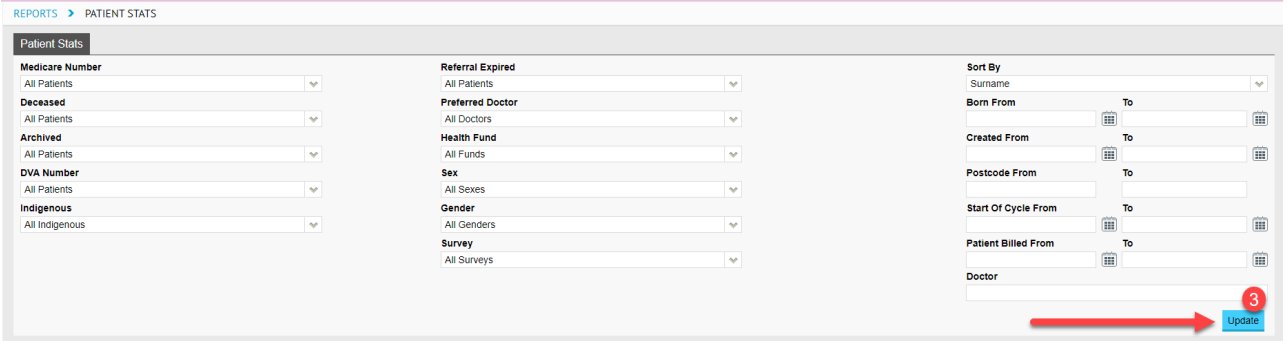 REPORTS > PATIENT STATS
Patient Stats
Medicare Number
All Patients
Deceased
All Patients
Archived
All Patients
DVA Number
All Patients
Indigenous
All Indigenous
Referral Expired
All Patients
Preferred Doctor
All Doctors
Health Fund
All Funds
Sex
All Sexes
Gender
All Genders
Survey
All Surveys
Sort By
Surname
Born From To
Created From To
Postcode From To
Start Of Cycle From To
Patient Billed From To
Doctor
3
Update